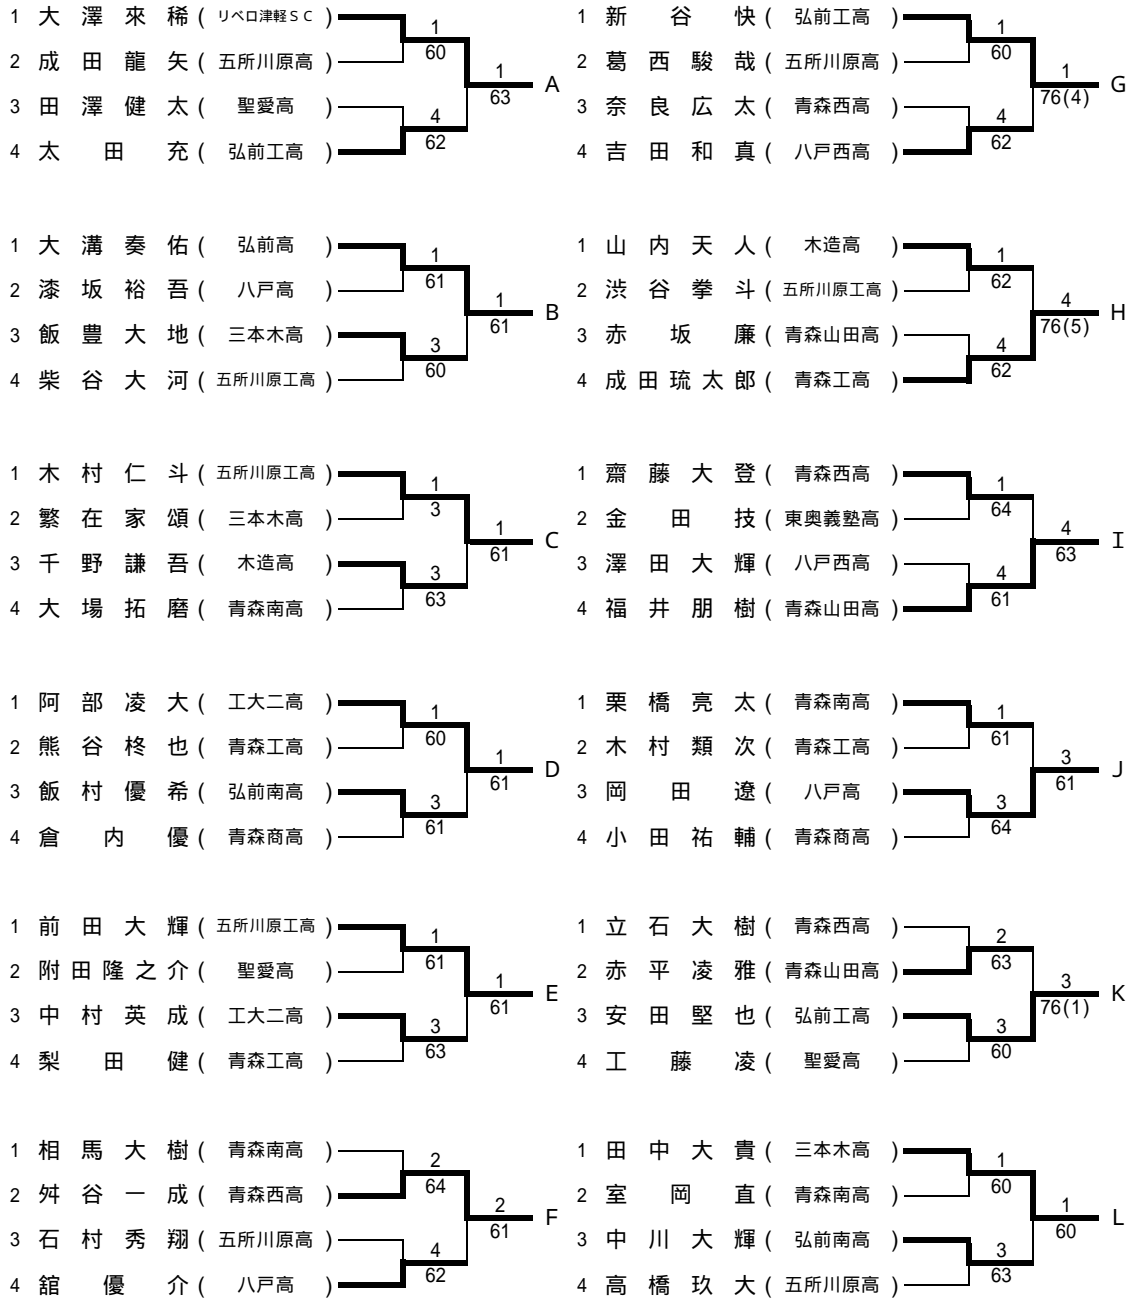 1 大澤來稀 ( リベロ津軽SC )
1
60
2 成田龍矢 ( 五所川原高 )
1
63
A
3 田澤健太 ( 聖愛高 )
4
62
4 太田充 ( 弘前工高 )
1 大溝奏佑 ( 弘前高 )
1
61
2 漆坂裕吾 ( 八戸高 )
1
61
B
3 飯豊大地 ( 三本木高 )
3
60
4 柴谷大河 ( 五所川原工高 )
1 木村仁斗 ( 五所川原工高 )
1
3
2 繁在家頌 ( 三本木高 )
1
61
C
3 千野謙吾 ( 木造高 )
3
63
4 大場拓磨 ( 青森南高 )
1 阿部凌大 ( 工大二高 )
1
60
2 熊谷柊也 ( 青森工高 )
1
61
D
3 飯村優希 ( 弘前南高 )
3
61
4 倉内優 ( 青森商高 )
1 前田大輝 ( 五所川原工高 )
1
61
2 附田隆之介 ( 聖愛高 )
1
61
E
3 中村英成 ( 工大二高 )
3
63
4 梨田健 ( 青森工高 )
1 相馬大樹 ( 青森南高 )
2
64
2 舛谷一成 ( 青森西高 )
2
61
F
3 石村秀翔 ( 五所川原高 )
4
62
4 舘優介 ( 八戸高 )
1 新谷快 ( 弘前工高 )
1
60
2 葛西駿哉 ( 五所川原高 )
1
76(4)
G
3 奈良広太 ( 青森西高 )
4
62
4 吉田和真 ( 八戸西高 )
1 山内天人 ( 木造高 )
1
62
2 渋谷拳斗 ( 五所川原工高 )
4
76(5)
H
3 赤坂廉 ( 青森山田高 )
4
62
4 成田琉太郎 ( 青森工高 )
1 齋藤大登 ( 青森西高 )
1
64
2 金田技 ( 東奥義塾高 )
4
63
I
3 澤田大輝 ( 八戸西高 )
4
61
4 福井朋樹 ( 青森山田高 )
1 栗橋亮太 ( 青森南高 )
1
61
2 木村類次 ( 青森工高 )
3
61
J
3 岡田遼 ( 八戸高 )
3
64
4 小田祐輔 ( 青森商高 )
1 立石大樹 ( 青森西高 )
2
63
2 赤平凌雅 ( 青森山田高 )
3
76(1)
K
3 安田堅也 ( 弘前工高 )
3
60
4 工藤凌 ( 聖愛高 )
1 田中大貴 ( 三本木高 )
1
60
2 室岡直 ( 青森南高 )
1
60
L
3 中川大輝 ( 弘前南高 )
3
63
4 高橋玖大 ( 五所川原高 )